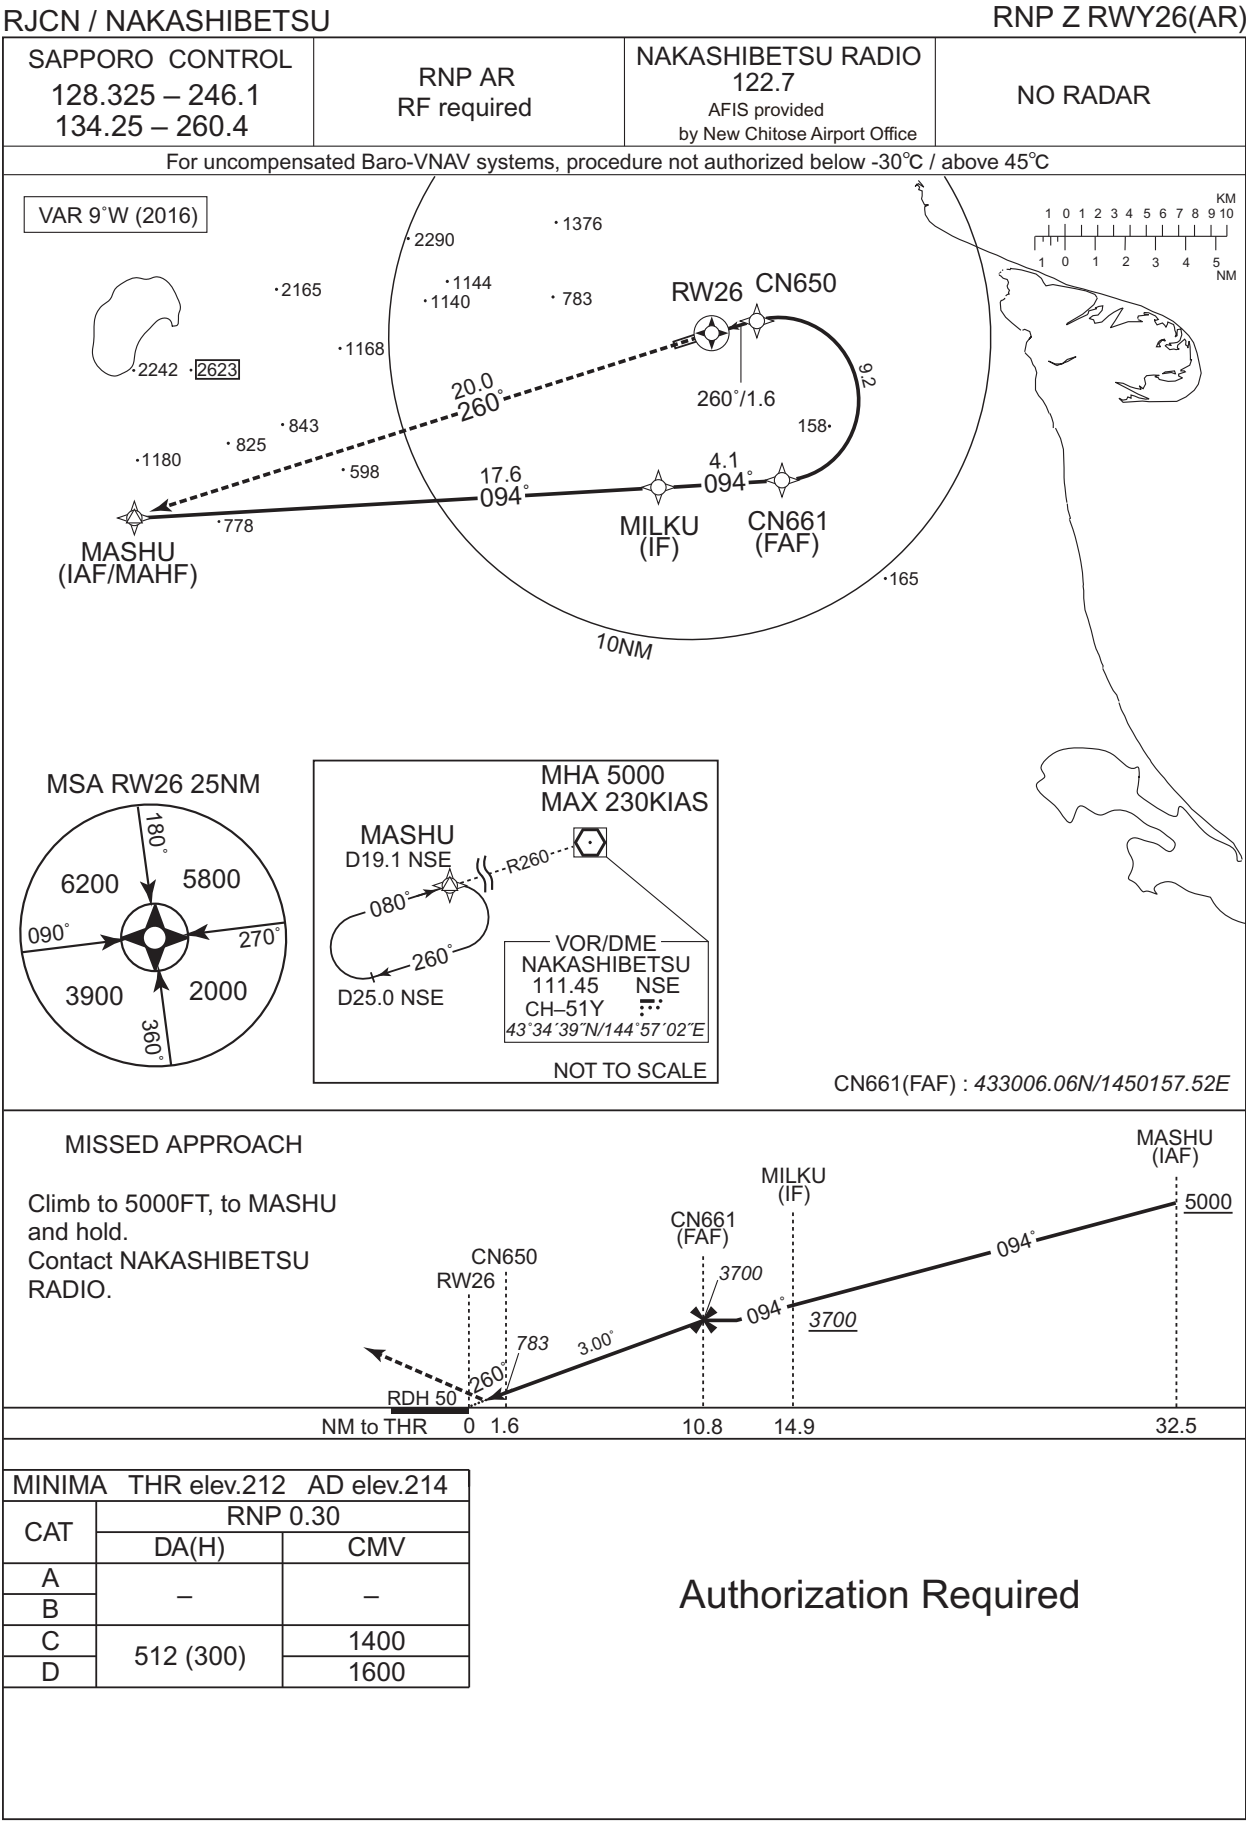 RJCN / NAKASHIBETSU
RNP Z RWY26(AR)
SAPPORO CONTROL
128.325 – 246.1
134.25 – 260.4
RNP AR
RF required
NAKASHIBETSU RADIO
122.7
AFIS provided
by New Chitose Airport Office
NO RADAR
For uncompensated Baro-VNAV systems, procedure not authorized below -30℃ / above 45℃
VAR 9°W (2016)
KM
1 0 1 2 3 4 5 6 7 8 9 10
1 0 1 2 3 4 5
NM
1376
2290
2165
1144
1140
783
1168
2242
2623
843
825
1180
598
778
158
165
RW26
CN650
260°/1.6
9.2
20.0
260°
17.6
094°
4.1
094°
MASHU
(IAF/MAHF)
MILKU
(IF)
CN661
(FAF)
10NM
MSA RW26 25NM
180°
6200
5800
090°
270°
3900
2000
360°
MHA 5000
MAX 230KIAS
MASHU
D19.1 NSE
R260
080°
260°
D25.0 NSE
VOR/DME
NAKASHIBETSU
111.45 NSE
CH–51Y
43°34′39″N/144°57′02″E
NOT TO SCALE
CN661(FAF) : 433006.06N/1450157.52E
MISSED APPROACH
Climb to 5000FT, to MASHU
and hold.
Contact NAKASHIBETSU
RADIO.
MASHU
(IAF)
5000
MILKU
(IF)
3700
CN661
(FAF)
3700
CN650
RW26
783
094°
094°
3.00°
260°
RDH 50
NM to THR 0 1.6 10.8 14.9 32.5
MINIMA THR elev.212 AD elev.214
CAT
RNP 0.30
DA(H) CMV
A
B
– –
C
D
512 (300)
1400
1600
Authorization Required